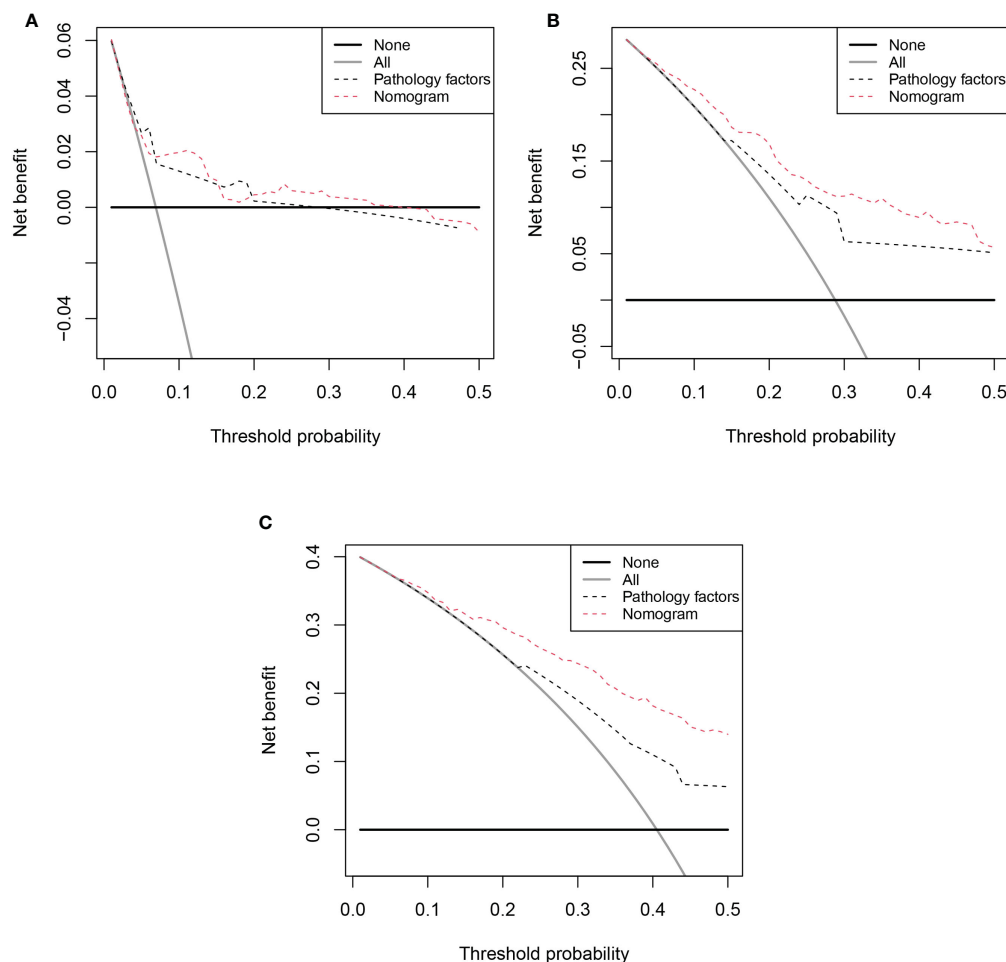 A
0.06
0.04
0.02
0.00
−0.04
Net benefit
None
All
Pathology factors
Nomogram
0.0 0.1 0.2 0.3 0.4 0.5
Threshold probability
B
0.25
0.15
0.05
−0.05
Net benefit
None
All
Pathology factors
Nomogram
0.0 0.1 0.2 0.3 0.4 0.5
Threshold probability
C
0.4
0.3
0.2
0.1
0.0
Net benefit
None
All
Pathology factors
Nomogram
0.0 0.1 0.2 0.3 0.4 0.5
Threshold probability